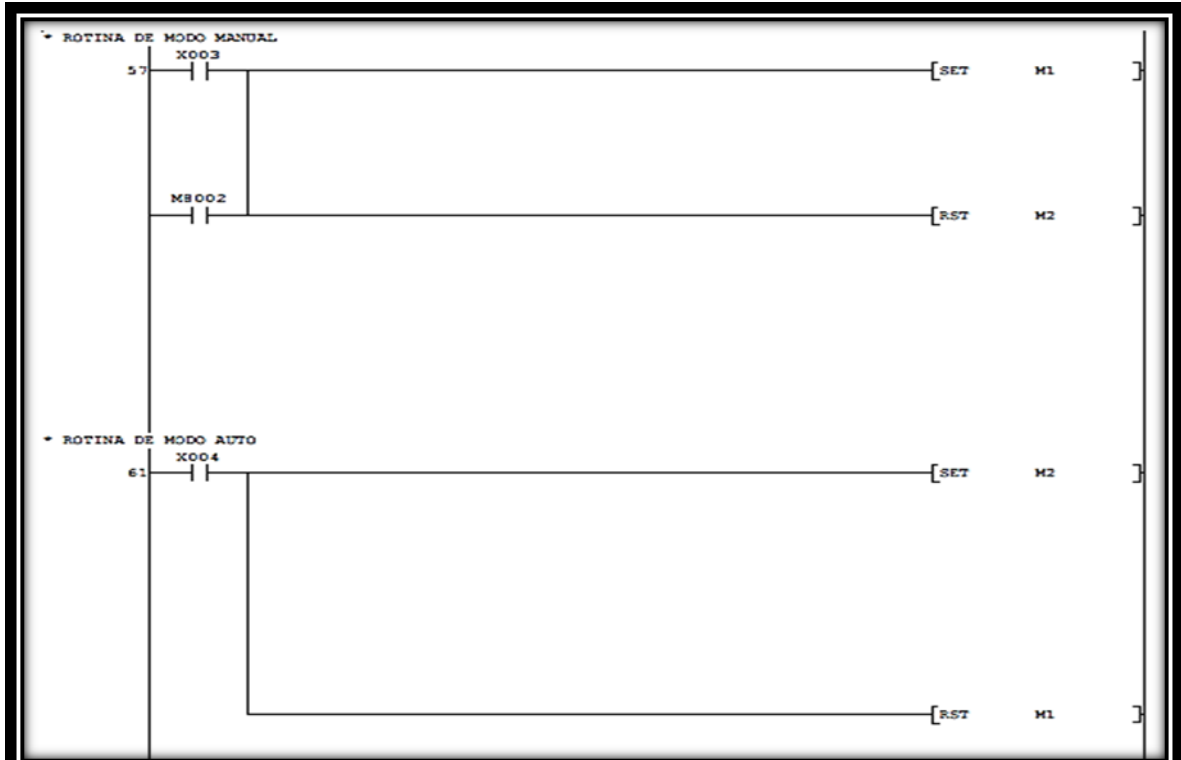 * ROTINA DE MODO MANUAL
X003
57 [SET M1 ]
M8002
[RST M2 ]
* ROTINA DE MODO AUTO
X004
61 [SET M2 ]
[RST M1 ]